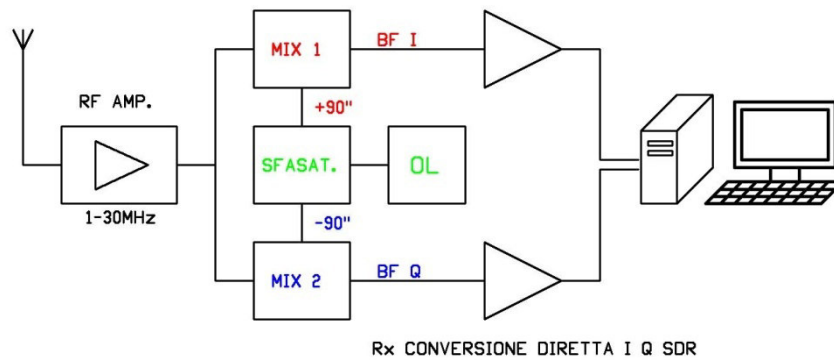 MIX 1
BF I
RF AMP.
+90"
SFASAT.
OL
1-30MHz
-90"
MIX 2
BF Q
Rx CONVERSIONE DIRETTA I Q SDR